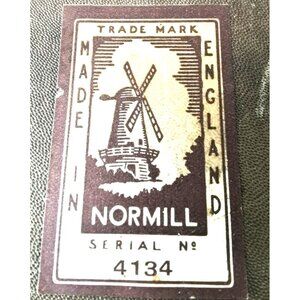 TRADE MARK
MADE IN
ENGLAND
NORMILL
SERIAL Nº
4134